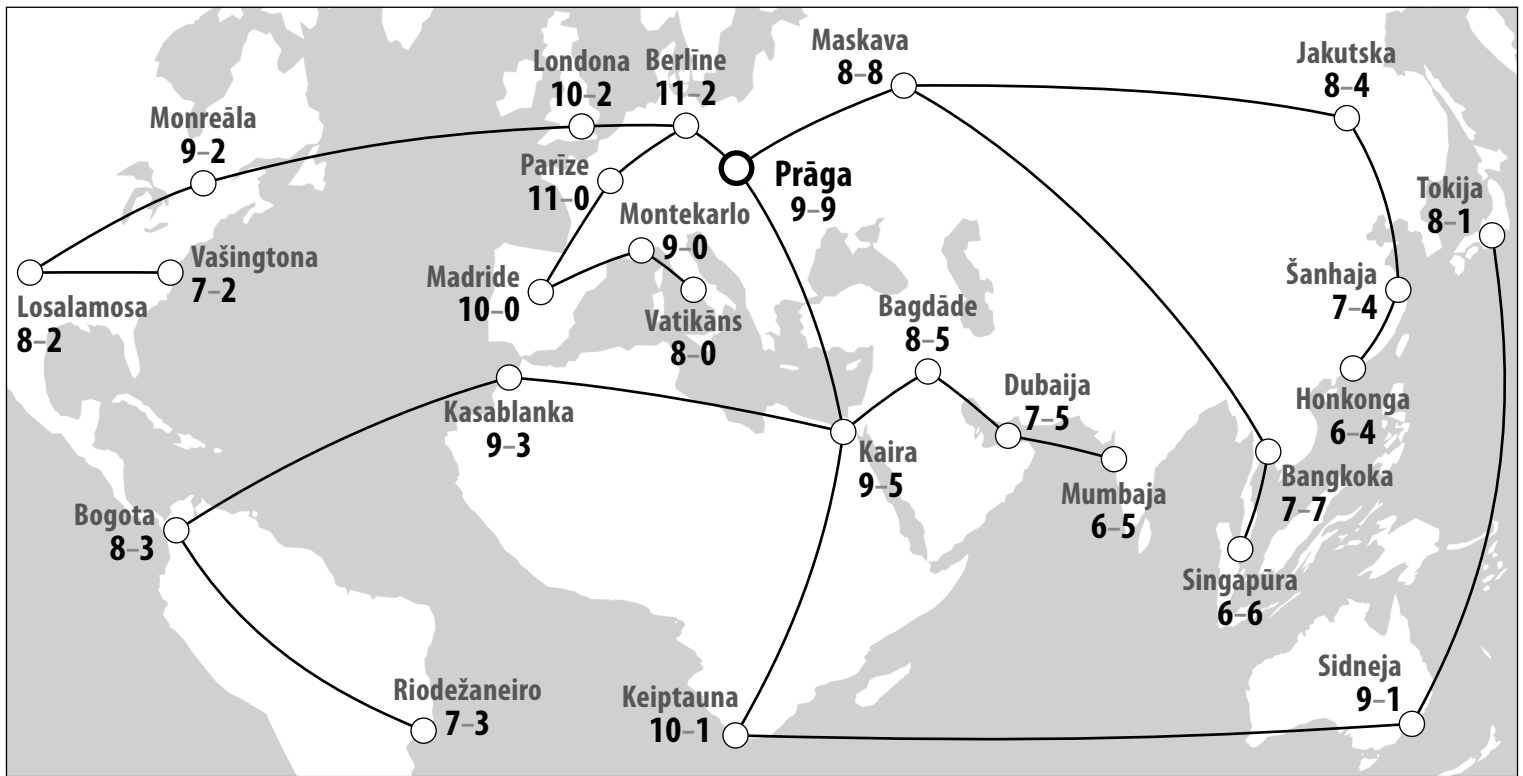 Maskava
8–8
Jakutska
8–4
Londona
10–2
Berlīne
11–2
Monreāla
9–2
Parīze
11–0
Prāga
9–9
Tokija
8–1
Montekarlo
9–0
Vašingtona
7–2
Madride
10–0
Šanhaja
7–4
Losalamosa
8–2
Vatikāns
8–0
Bagdāde
8–5
Dubaija
7–5
Honkonga
6–4
Kasablanka
9–3
Kaira
9–5
Bangkoka
7–7
Mumbaja
6–5
Bogota
8–3
Singapūra
6–6
Sidneja
9–1
Riodežaneiro
7–3
Keiptauna
10–1